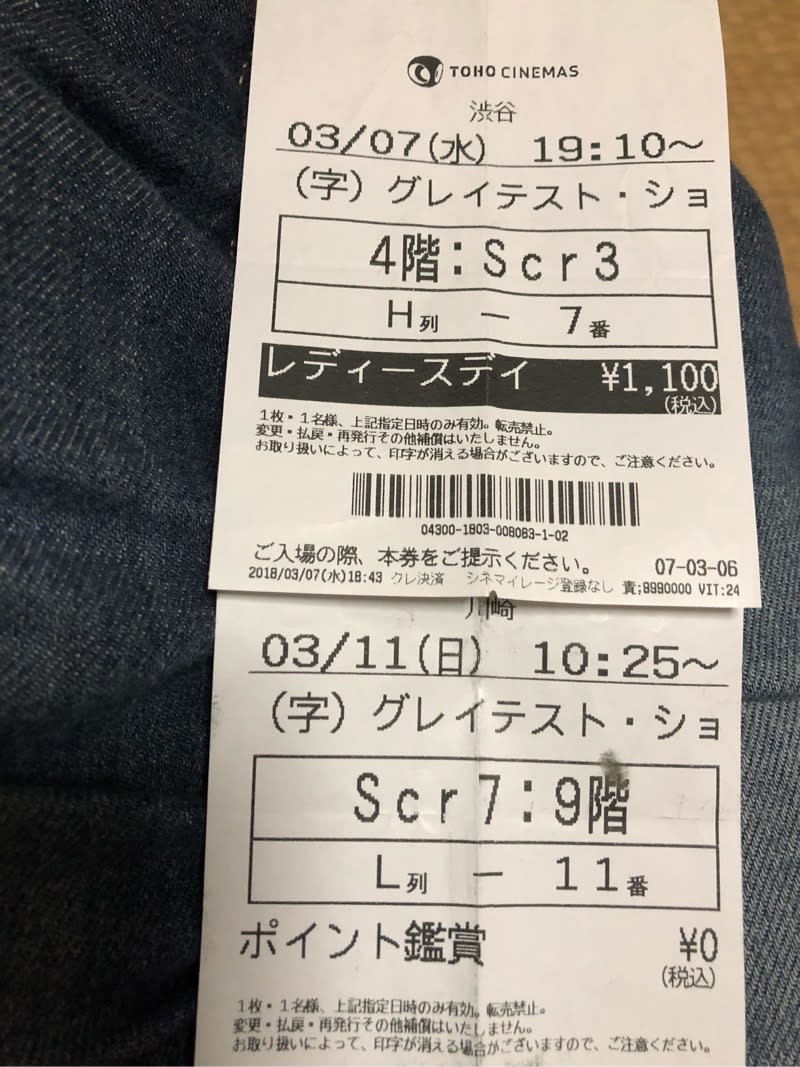 TOHO CINEMAS
渋谷
03/07(水) 19:10～
(字) グレイテスト・ショ
4階:Scr3
H列 － 7番
レディースデイ ¥1,100
(税込)
1枚・1名様、上記指定日時のみ有効。転売禁止。
変更・払戻・再発行その他補償はいたしません。
お取り扱いによって、印字が消える場合がございますので、ご注意ください。
04300-1803-008083-1-02
ご入場の際、本券をご提示ください。 07-03-06
2018/03/07(水)18:43 クレ決済 シネマイレージ登録なし 責;8990000 VIT:24
川崎
03/11(日) 10:25～
(字) グレイテスト・ショ
Scr7:9階
L列 － 11番
ポイント鑑賞 ¥0
(税込)
1枚・1名様、上記指定日時のみ有効。転売禁止。
変更・払戻・再発行その他補償はいたしません。
お取り扱いによって、印字が消える場合がございますので、ご注意ください。